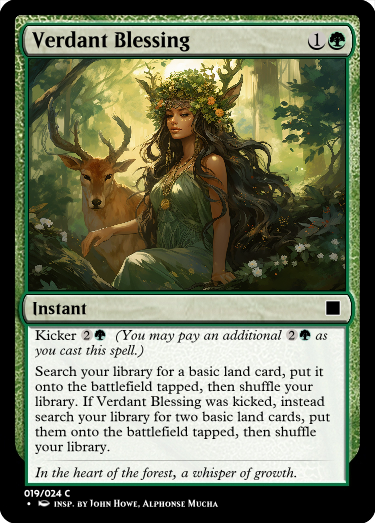 Verdant Blessing 1
Instant
Kicker 2 (You may pay an additional 2 as
you cast this spell.)
Search your library for a basic land card, put it
onto the battlefield tapped, then shuffle your
library. If Verdant Blessing was kicked, instead
search your library for two basic land cards, put
them onto the battlefield tapped, then shuffle
your library.
In the heart of the forest, a whisper of growth.
019/024 C
• INSP. BY JOHN HOWE, ALPHONSE MUCHA